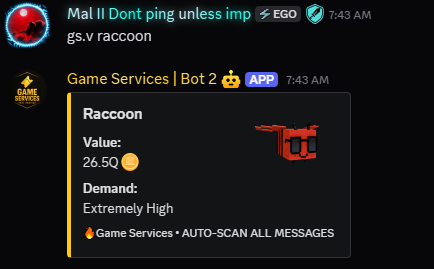 Mal II Dont ping unless imp EGO 7:43 AM
gs.v raccoon
GAME
SERVICES
Game Services | Bot 2 APP 7:43 AM
Raccoon
Value:
26.5Q
Demand:
Extremely High
Game Services • AUTO-SCAN ALL MESSAGES